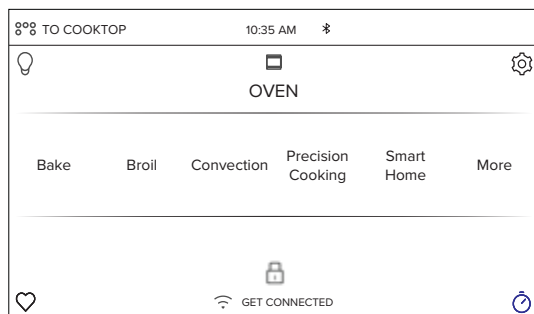 TO COOKTOP 10:35 AM
OVEN
Bake Broil Convection Precision Cooking Smart Home More
GET CONNECTED